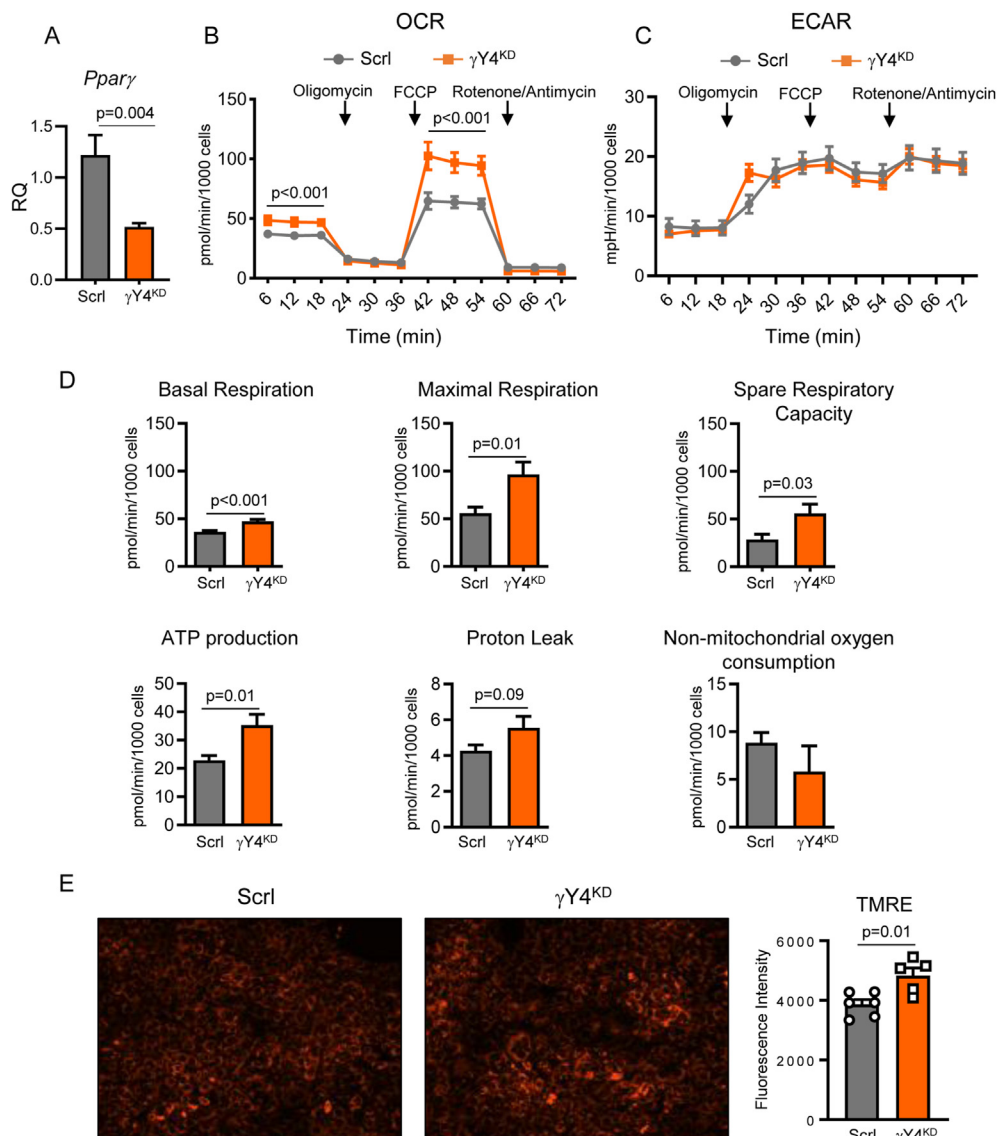 A
Pparγ
p=0.004
RQ
1.5
1.0
0.5
0.0
Scrl
γY4KD
B
OCR
Scrl
γY4KD
Oligomycin
FCCP
Rotenone/Antimycin
p<0.001
p<0.001
pmol/min/1000 cells
150
100
50
0
6 12 18 24 30 36 42 48 54 60 66 72
Time (min)
C
ECAR
Scrl
γY4KD
Oligomycin
FCCP
Rotenone/Antimycin
mpH/min/1000 cells
30
20
10
0
6 12 18 24 30 36 42 48 54 60 66 72
Time (min)
D
Basal Respiration
pmol/min/1000 cells
150
100
50
0
p<0.001
Scrl
γY4KD
Maximal Respiration
pmol/min/1000 cells
150
100
50
0
p=0.01
Scrl
γY4KD
Spare Respiratory
Capacity
pmol/min/1000 cells
150
100
50
0
p=0.03
Scrl
γY4KD
ATP production
pmol/min/1000 cells
50
40
30
20
10
0
p=0.01
Scrl
γY4KD
Proton Leak
pmol/min/1000 cells
8
6
4
2
0
p=0.09
Scrl
γY4KD
Non-mitochondrial oxygen
consumption
pmol/min/1000 cells
15
10
5
0
Scrl
γY4KD
E
Scrl
γY4KD
TMRE
p=0.01
Fluorescence Intensity
6000
4000
2000
0
Scrl
γY4KD